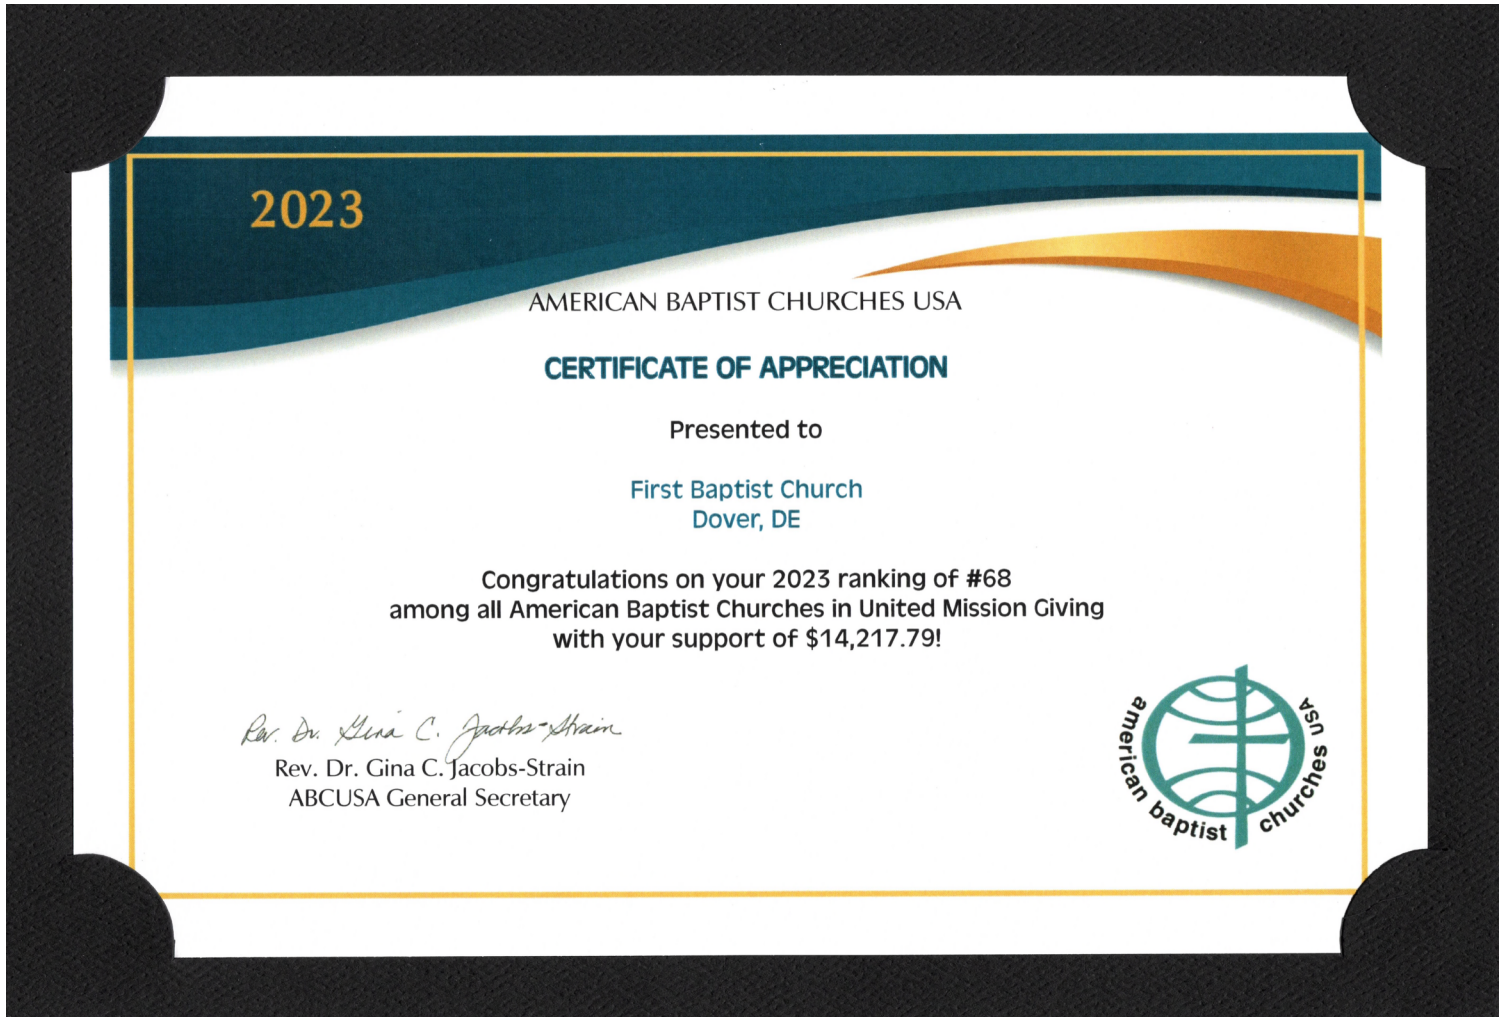 2023
AMERICAN BAPTIST CHURCHES USA
CERTIFICATE OF APPRECIATION
Presented to
First Baptist Church
Dover, DE
Congratulations on your 2023 ranking of #68
among all American Baptist Churches in United Mission Giving
with your support of $14,217.79!
Rev. Dr. Gina C. Jacobs-Strain
Rev. Dr. Gina C. Jacobs-Strain
ABCUSA General Secretary
american baptist churches USA